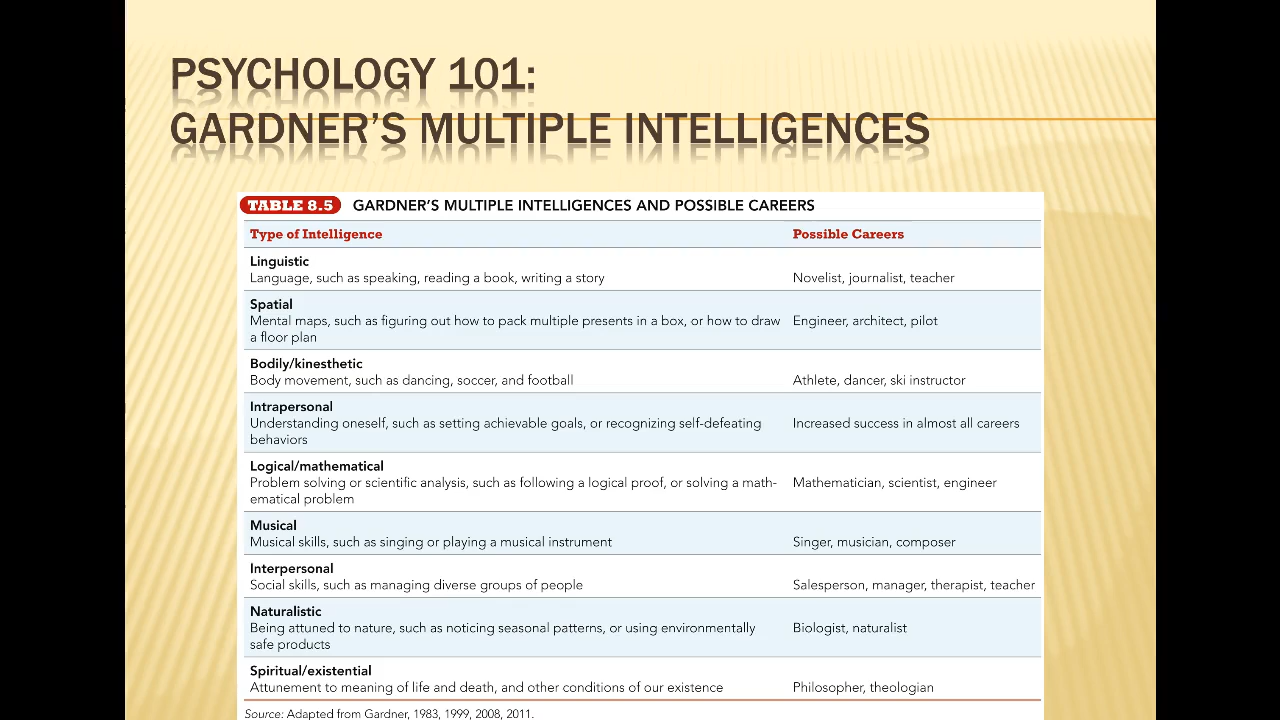 PSYCHOLOGY 101:
GARDNER’S MULTIPLE INTELLIGENCES
TABLE 8.5 GARDNER’S MULTIPLE INTELLIGENCES AND POSSIBLE CAREERS
Type of Intelligence Possible Careers
Linguistic
Language, such as speaking, reading a book, writing a story Novelist, journalist, teacher
Spatial
Mental maps, such as figuring out how to pack multiple presents in a box, or how to draw Engineer, architect, pilot
a floor plan
Bodily/kinesthetic
Body movement, such as dancing, soccer, and football Athlete, dancer, ski instructor
Intrapersonal
Understanding oneself, such as setting achievable goals, or recognizing self-defeating Increased success in almost all careers
behaviors
Logical/mathematical
Problem solving or scientific analysis, such as following a logical proof, or solving a math- Mathematician, scientist, engineer
ematical problem
Musical
Musical skills, such as singing or playing a musical instrument Singer, musician, composer
Interpersonal
Social skills, such as managing diverse groups of people Salesperson, manager, therapist, teacher
Naturalistic
Being attuned to nature, such as noticing seasonal patterns, or using environmentally Biologist, naturalist
safe products
Spiritual/existential
Attunement to meaning of life and death, and other conditions of our existence Philosopher, theologian
Source: Adapted from Gardner, 1983, 1999, 2008, 2011.